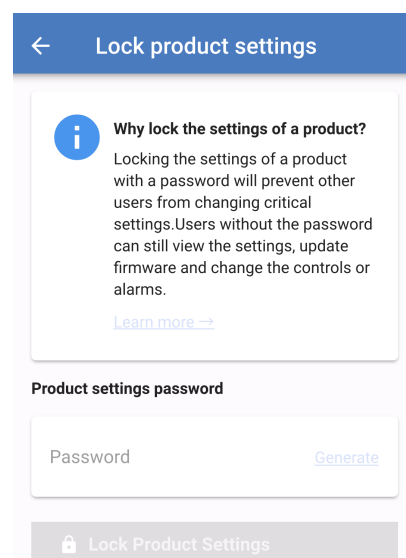 ← Lock product settings
Why lock the settings of a product?
Locking the settings of a product
with a password will prevent other
users from changing critical
settings.Users without the password
can still view the settings, update
firmware and change the controls or
alarms.
Learn more →
Product settings password
Password Generate
Lock Product Settings